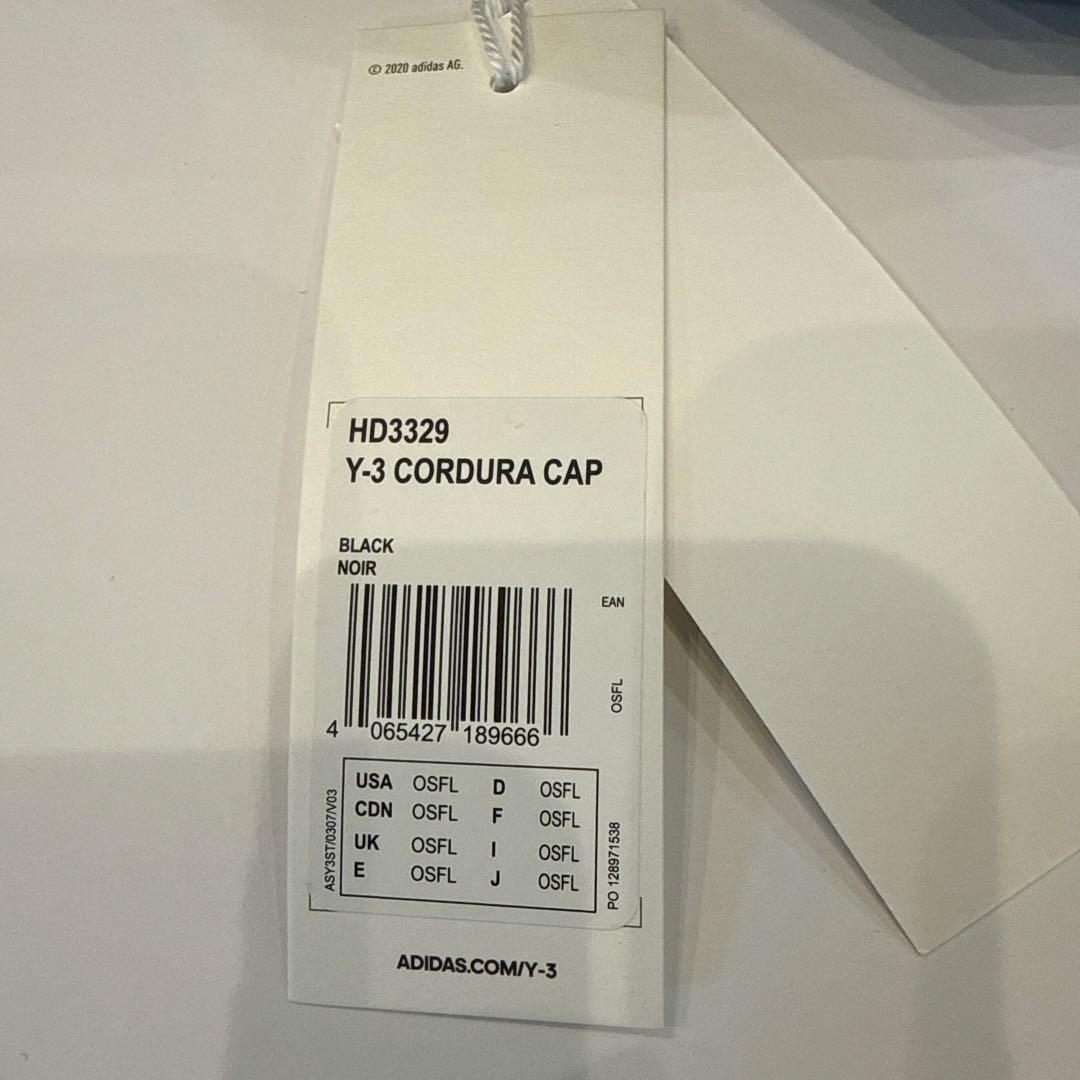 © 2020 adidas AG.
HD3329
Y-3 CORDURA CAP
BLACK
NOIR
EAN
OSFL
4 065427 189666
USA OSFL D OSFL
CDN OSFL F OSFL
UK OSFL I OSFL
E OSFL J OSFL
ASY3ST/0307/V03
PO 128971538
ADIDAS.COM/Y-3